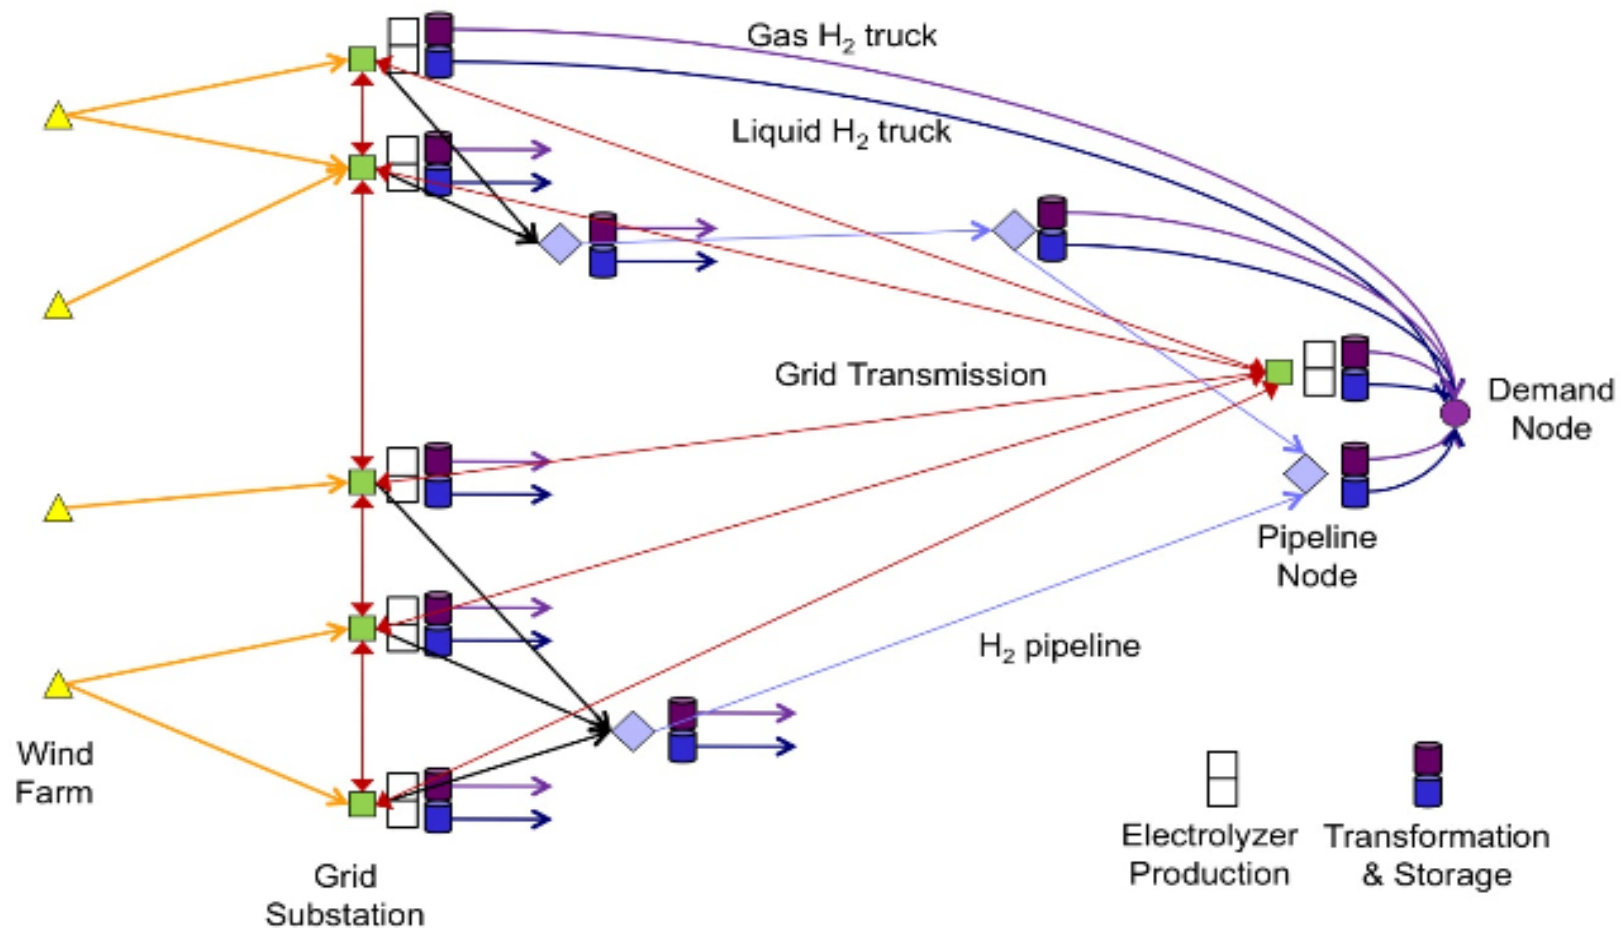 Gas H₂ truck
Liquid H₂ truck
Grid Transmission
Demand
Node
Pipeline
Node
H₂ pipeline
Wind
Farm
Grid
Substation
Electrolyzer
Production
Transformation
& Storage